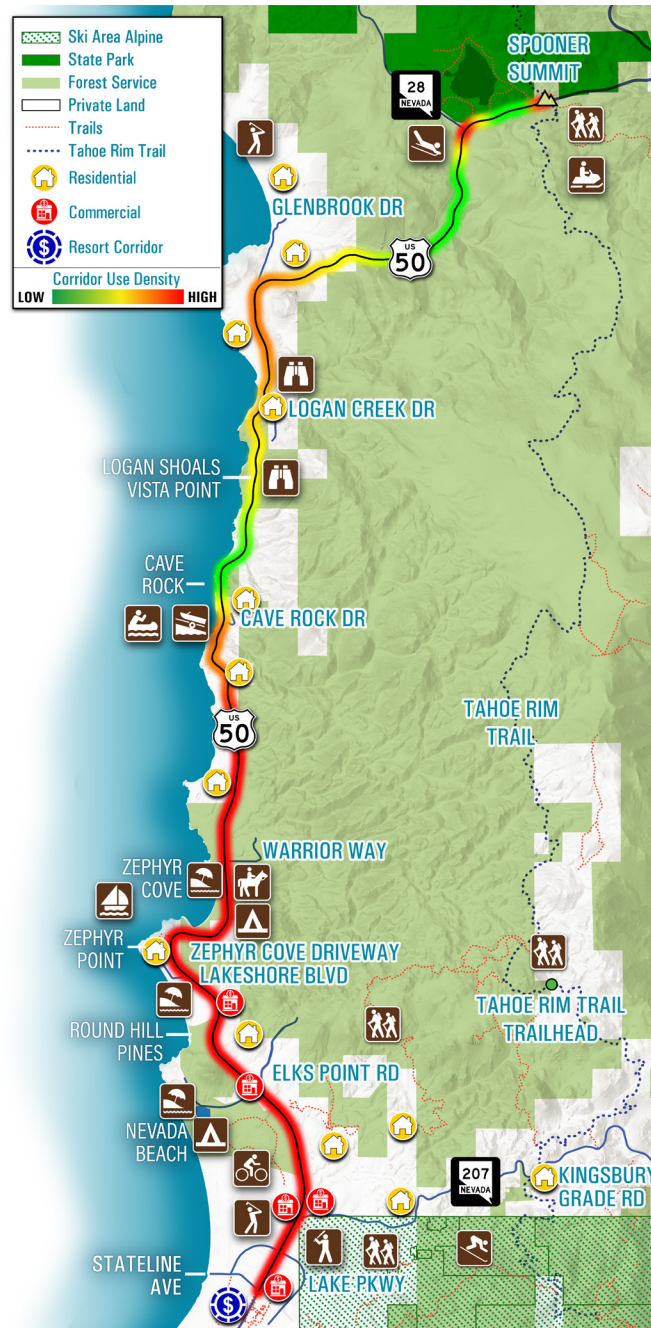 Ski Area Alpine
State Park
Forest Service
Private Land
Trails
Tahoe Rim Trail
Residential
Commercial
$ Resort Corridor
Corridor Use Density
LOW HIGH
SPOONER
SUMMIT
28
NEVADA
GLENBROOK DR
US
50
LOGAN CREEK DR
LOGAN SHOALS
VISTA POINT
CAVE
ROCK
CAVE ROCK DR
TAHOE RIM
TRAIL
US
50
WARRIOR WAY
ZEPHYR
COVE
ZEPHYR
POINT
ZEPHYR COVE DRIVEWAY
LAKESHORE BLVD
TAHOE RIM TRAIL
TRAILHEAD
ROUND HILL
PINES
ELKS POINT RD
NEVADA
BEACH
207
NEVADA
KINGSBURY
GRADE RD
STATELINE
AVE
LAKE PKWY
$